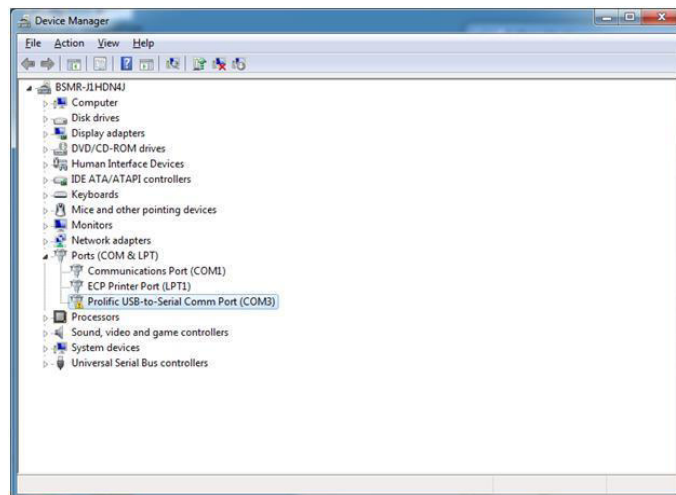 Device Manager
File Action View Help
BSMR-J1HDN4J
Computer
Disk drives
Display adapters
DVD/CD-ROM drives
Human Interface Devices
IDE ATA/ATAPI controllers
Keyboards
Mice and other pointing devices
Monitors
Network adapters
Ports (COM & LPT)
Communications Port (COM1)
ECP Printer Port (LPT1)
Prolific USB-to-Serial Comm Port (COM3)
Processors
Sound, video and game controllers
System devices
Universal Serial Bus controllers